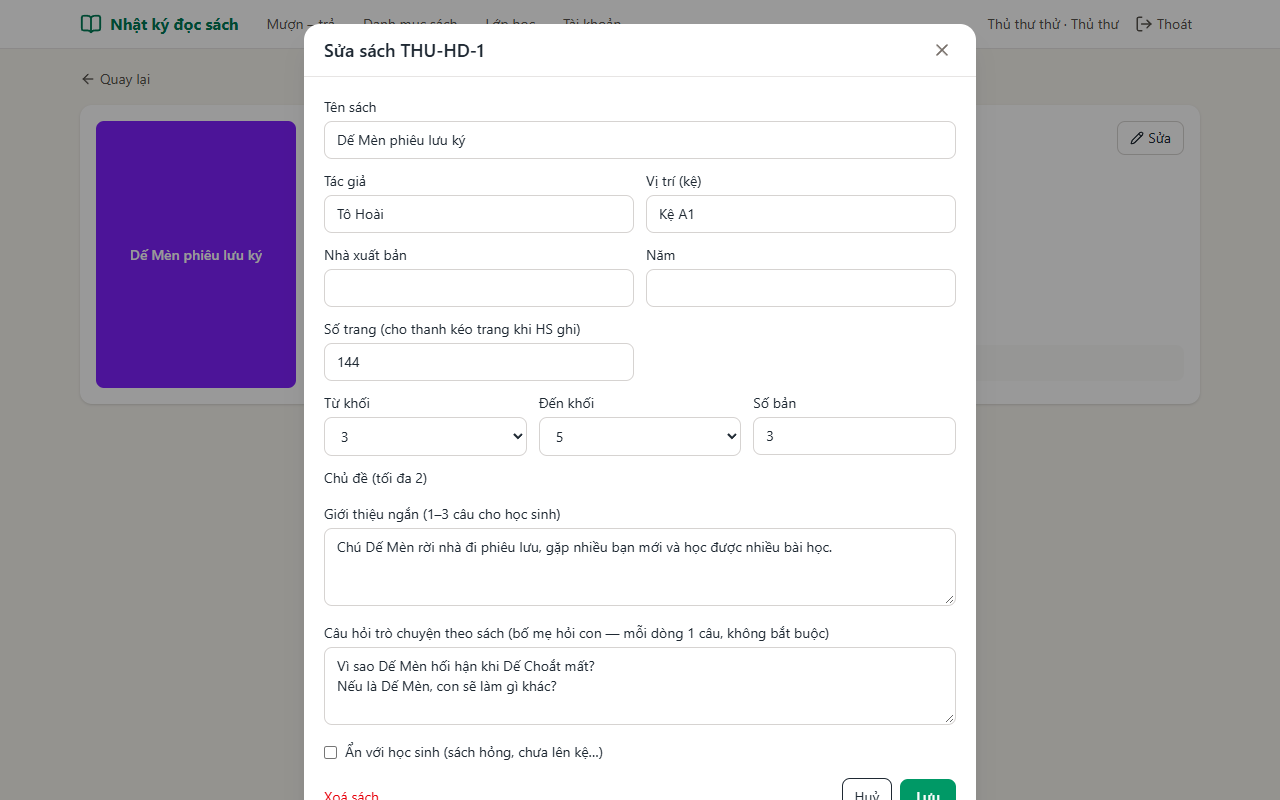 Nhật ký đọc sách
Mượn – trả
Danh mục sách
Lớp học
Tài khoản
Thủ thư thử · Thủ thư
Thoát
Sửa sách THU-HD-1
Quay lại
Sửa
Dế Mèn phiêu lưu ký
Tên sách
Dế Mèn phiêu lưu ký
Tác giả
Vị trí (kệ)
Tô Hoài
Kệ A1
Nhà xuất bản
Năm
Số trang (cho thanh kéo trang khi HS ghi)
144
Từ khối
Đến khối
Số bản
3
5
3
Chủ đề (tối đa 2)
Giới thiệu ngắn (1–3 câu cho học sinh)
Chú Dế Mèn rời nhà đi phiêu lưu, gặp nhiều bạn mới và học được nhiều bài học.
Câu hỏi trò chuyện theo sách (bố mẹ hỏi con — mỗi dòng 1 câu, không bắt buộc)
Vì sao Dế Mèn hối hận khi Dế Choắt mất?
Nếu là Dế Mèn, con sẽ làm gì khác?
Ẩn với học sinh (sách hỏng, chưa lên kệ...)
Xoá sách
Huỷ
Lưu